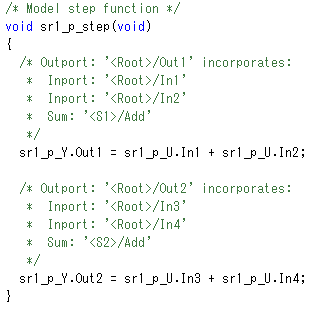 /* Model step function */
void sr1_p_step(void)
{
  /* Outport: '<Root>/Out1' incorporates:
   *  Inport: '<Root>/In1'
   *  Inport: '<Root>/In2'
   *  Sum: '<S1>/Add'
   */
  sr1_p_Y.Out1 = sr1_p_U.In1 + sr1_p_U.In2;

  /* Outport: '<Root>/Out2' incorporates:
   *  Inport: '<Root>/In3'
   *  Inport: '<Root>/In4'
   *  Sum: '<S2>/Add'
   */
  sr1_p_Y.Out2 = sr1_p_U.In3 + sr1_p_U.In4;
}